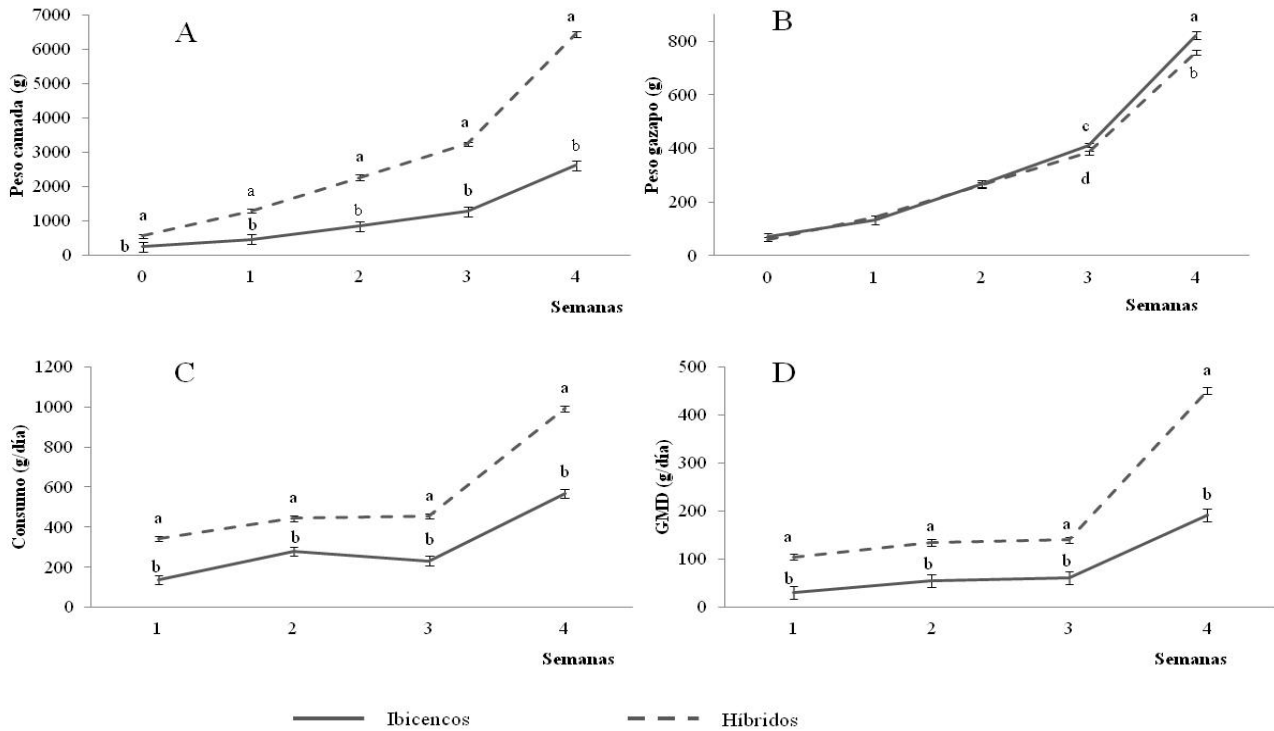 A
Peso camada (g)
7000
6000
5000
4000
3000
2000
1000
0
a
a
a
a
a
b
b
b
b
b
0 1 2 3 4
Semanas
B
Peso gazapo (g)
800
600
400
200
0
a
b
c
d
0 1 2 3 4
Semanas
C
Consumo (g/día)
1200
1000
800
600
400
200
0
a
a
a
a
b
b
b
b
1 2 3 4
Semanas
D
GMD (g/día)
500
400
300
200
100
0
a
a
a
a
b
b
b
b
1 2 3 4
Semanas
Ibicencos Híbridos